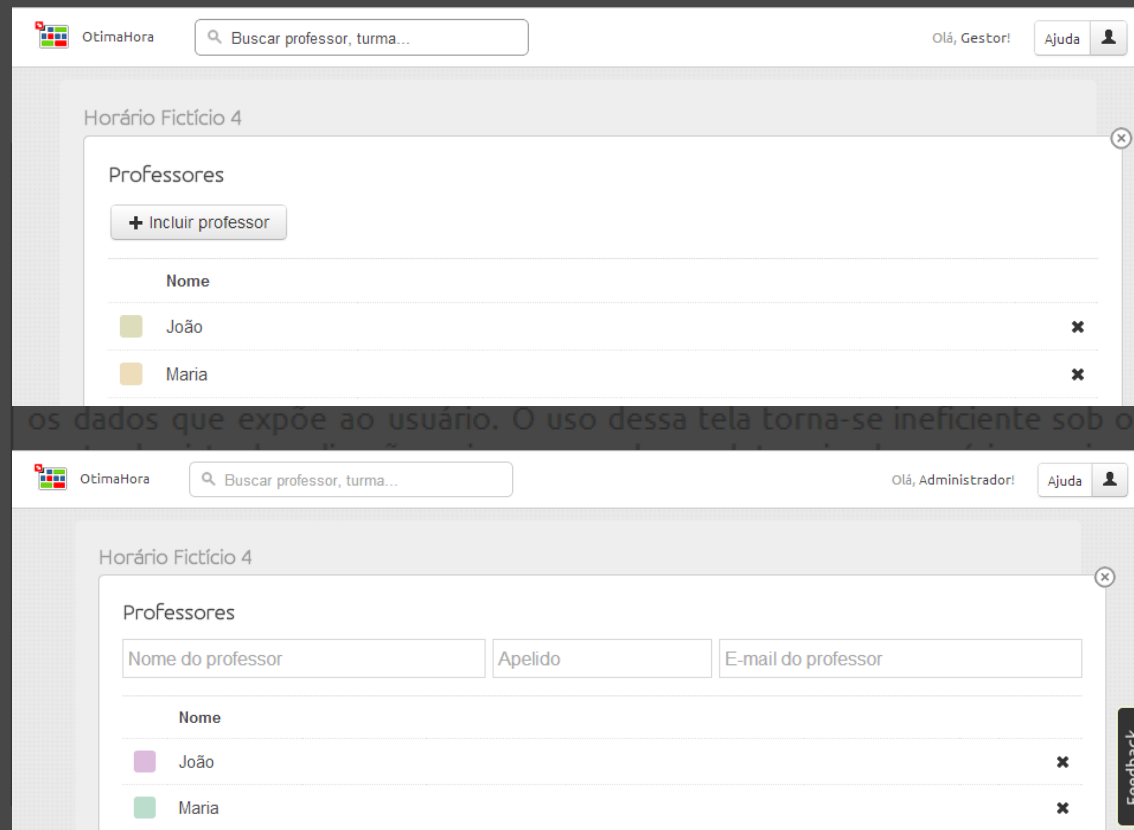 OtimaHora
Buscar professor, turma...
Olá, Gestor!
Ajuda
Horário Fictício 4
Professores
Incluir professor
Nome
João
Maria
os dados que expõe ao usuário. O uso dessa tela torna-se ineficiente sob o
OtimaHora
Buscar professor, turma...
Olá, Administrador!
Ajuda
Horário Fictício 4
Professores
Nome do professor
Apelido
E-mail do professor
Nome
João
Maria
Feedback